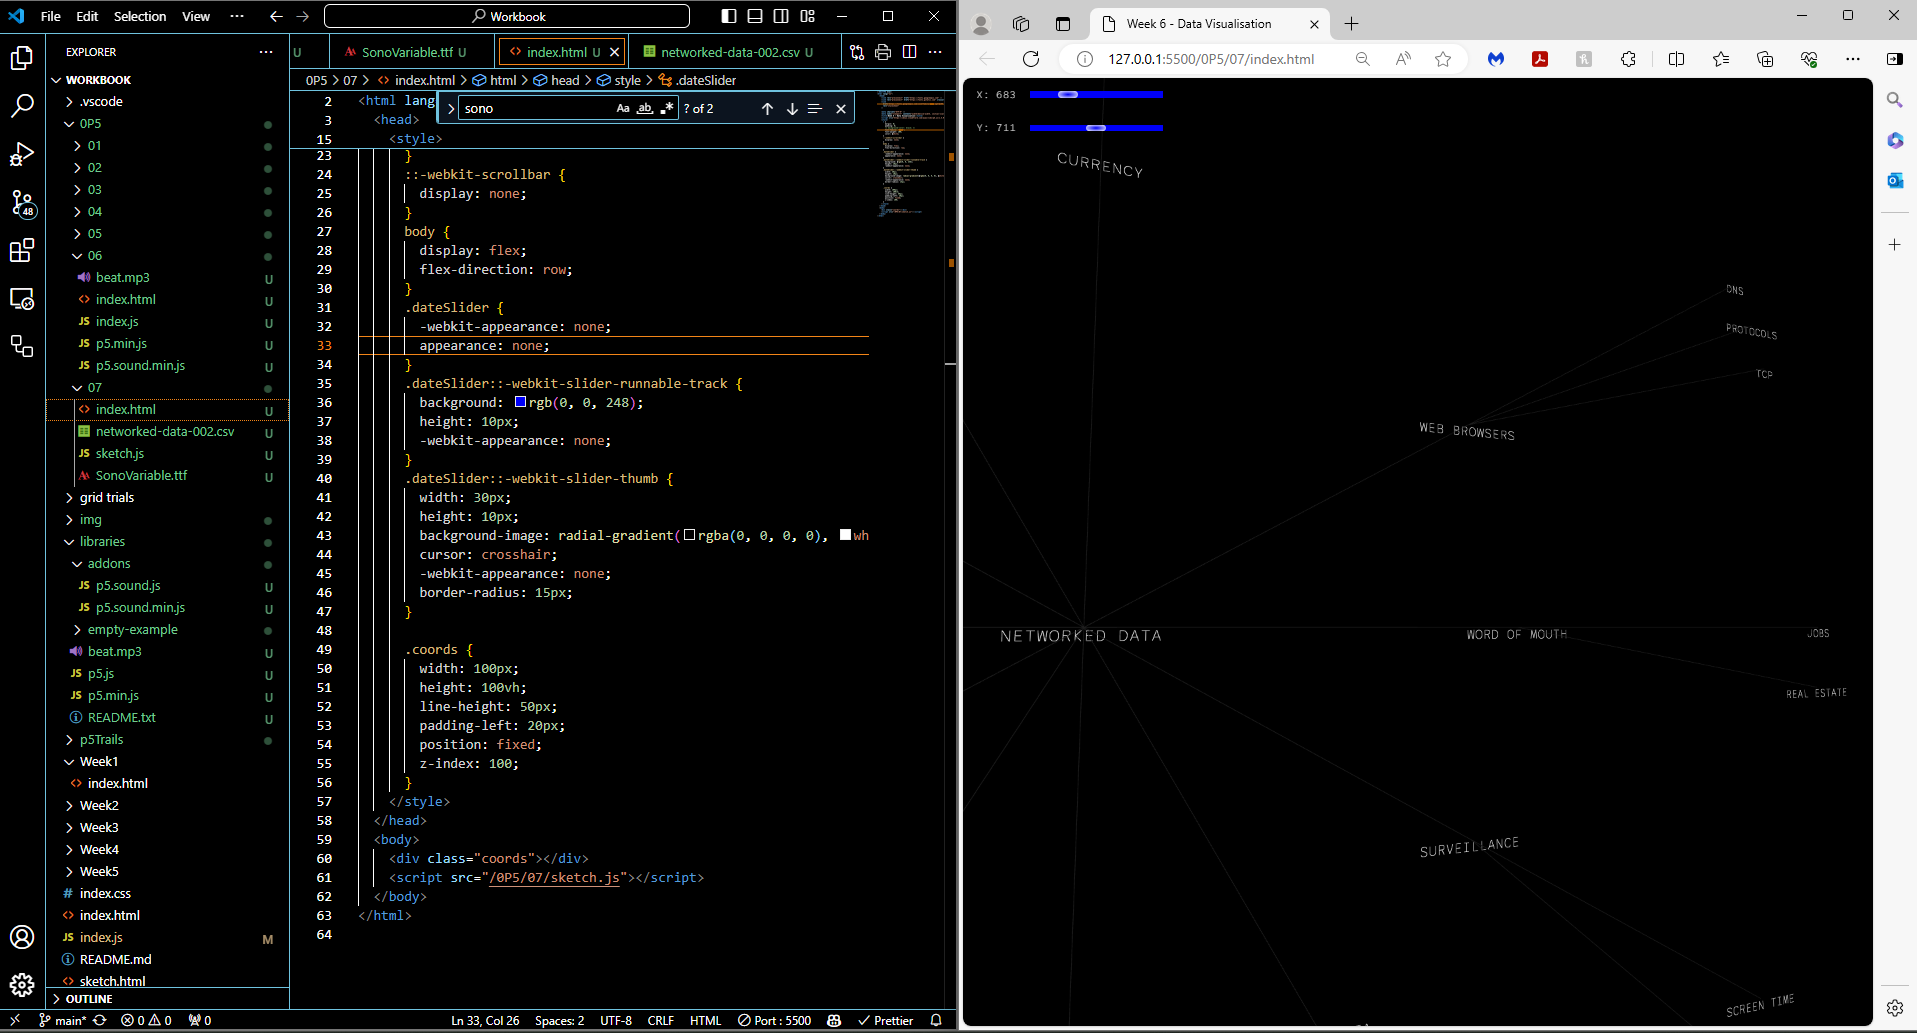 File Edit Selection View ··· Workbook
EXPLORER ···
WORKBOOK
.vscode
0P5
01
02
03
04
05
06
beat.mp3 U
index.html U
index.js U
p5.min.js U
p5.sound.min.js U
07
index.html U
networked-data-002.csv U
sketch.js U
SonoVariable.ttf U
grid trials
img
libraries
addons
p5.sound.js U
p5.sound.min.js U
empty-example
beat.mp3 U
p5.js U
p5.min.js U
README.txt U
p5Trails
Week1
index.html
Week2
Week3
Week4
Week5
index.css
index.html
index.js M
README.md
sketch.html
OUTLINE
48
U SonoVariable.ttf U index.html U networked-data-002.csv U ···
0P5 > 07 > index.html > html > head > style > .dateSlider
sono Aa ab ? of 2
2 <html lang
3 <head>
15 <style>
23 }
24 ::-webkit-scrollbar {
25 display: none;
26 }
27 body {
28 display: flex;
29 flex-direction: row;
30 }
31 .dateSlider {
32 -webkit-appearance: none;
33 appearance: none;
34 }
35 .dateSlider::-webkit-slider-runnable-track {
36 background: rgb(0, 0, 248);
37 height: 10px;
38 -webkit-appearance: none;
39 }
40 .dateSlider::-webkit-slider-thumb {
41 width: 30px;
42 height: 10px;
43 background-image: radial-gradient(rgba(0, 0, 0, 0), wh
44 cursor: crosshair;
45 -webkit-appearance: none;
46 border-radius: 15px;
47 }
48
49 .coords {
50 width: 100px;
51 height: 100vh;
52 line-height: 50px;
53 padding-left: 20px;
54 position: fixed;
55 z-index: 100;
56 }
57 </style>
58 </head>
59 <body>
60 <div class="coords"></div>
61 <script src="/0P5/07/sketch.js"></script>
62 </body>
63 </html>
64
main* 0 0 0 Ln 33, Col 26 Spaces: 2 UTF-8 CRLF HTML Port : 5500 Prettier
Week 6 - Data Visualisation
127.0.0.1:5500/0P5/07/index.html
X: 683
Y: 711
CURRENCY
DNS
PROTOCOLS
TCP
WEB BROWSERS
NETWORKED DATA
WORD OF MOUTH
JOBS
REAL ESTATE
SURVEILLANCE
SCREEN TIME